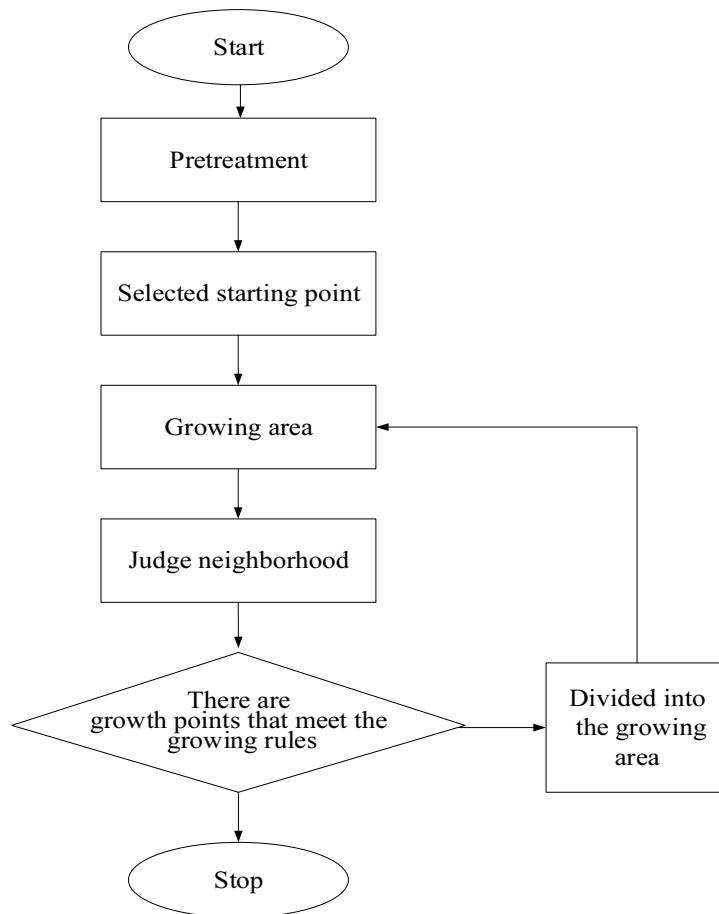 Start
Pretreatment
Selected starting point
Growing area
Judge neighborhood
There are
growth points that meet the
growing rules
Divided into
the growing
area
Stop